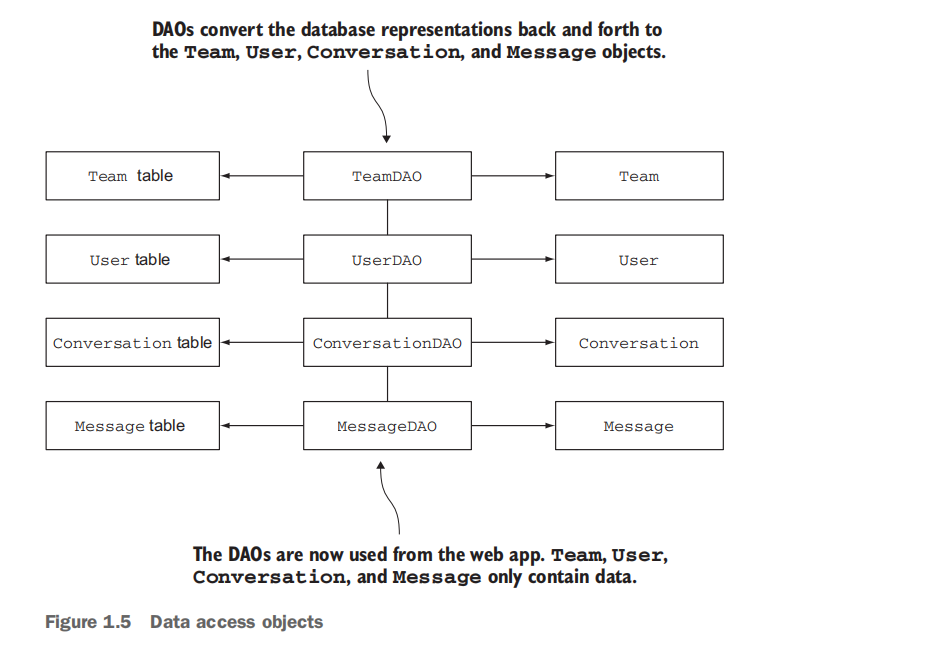 DAOs convert the database representations back and forth to
the Team, User, Conversation, and Message objects.
Team table
TeamDAO
Team
User table
UserDAO
User
Conversation table
ConversationDAO
Conversation
Message table
MessageDAO
Message
The DAOs are now used from the web app. Team, User,
Conversation, and Message only contain data.
Figure 1.5 Data access objects